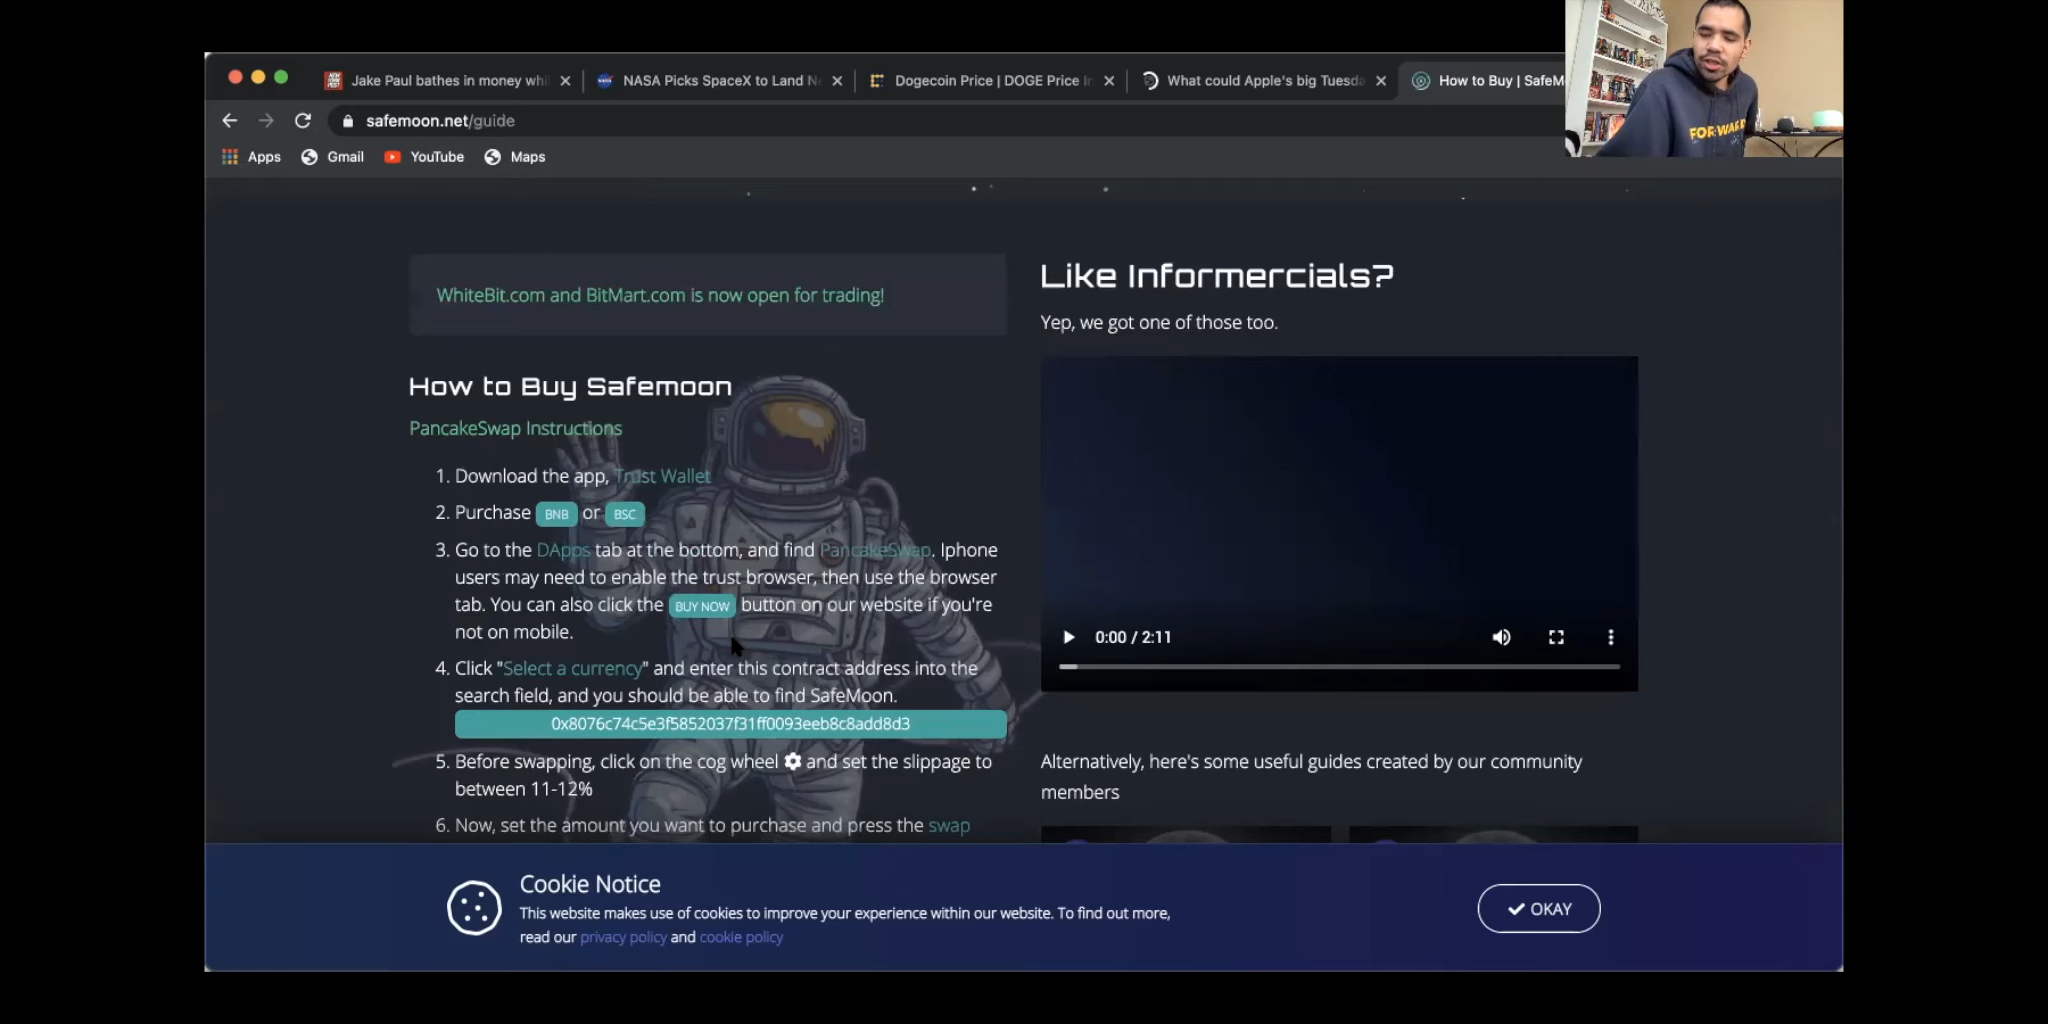 Jake Paul bathes in money whi
NASA Picks SpaceX to Land N
Dogecoin Price | DOGE Price In
What could Apple's big Tuesda
How to Buy | SafeM
safemoon.net/guide
Apps
Gmail
YouTube
Maps
FORWARD
WhiteBit.com and BitMart.com is now open for trading!
How to Buy Safemoon
PancakeSwap Instructions
1. Download the app, Trust Wallet
2. Purchase BNB or BSC
3. Go to the DApps tab at the bottom, and find PancakeSwap. Iphone
users may need to enable the trust browser, then use the browser
tab. You can also click the BUY NOW button on our website if you're
not on mobile.
4. Click "Select a currency" and enter this contract address into the
search field, and you should be able to find SafeMoon.
0x8076c74c5e3f5852037f31ff0093eeb8c8add8d3
5. Before swapping, click on the cog wheel and set the slippage to
between 11-12%
6. Now, set the amount you want to purchase and press the swap
Like Informercials?
Yep, we got one of those too.
0:00 / 2:11
Alternatively, here's some useful guides created by our community
members
Cookie Notice
This website makes use of cookies to improve your experience within our website. To find out more,
read our privacy policy and cookie policy
OKAY